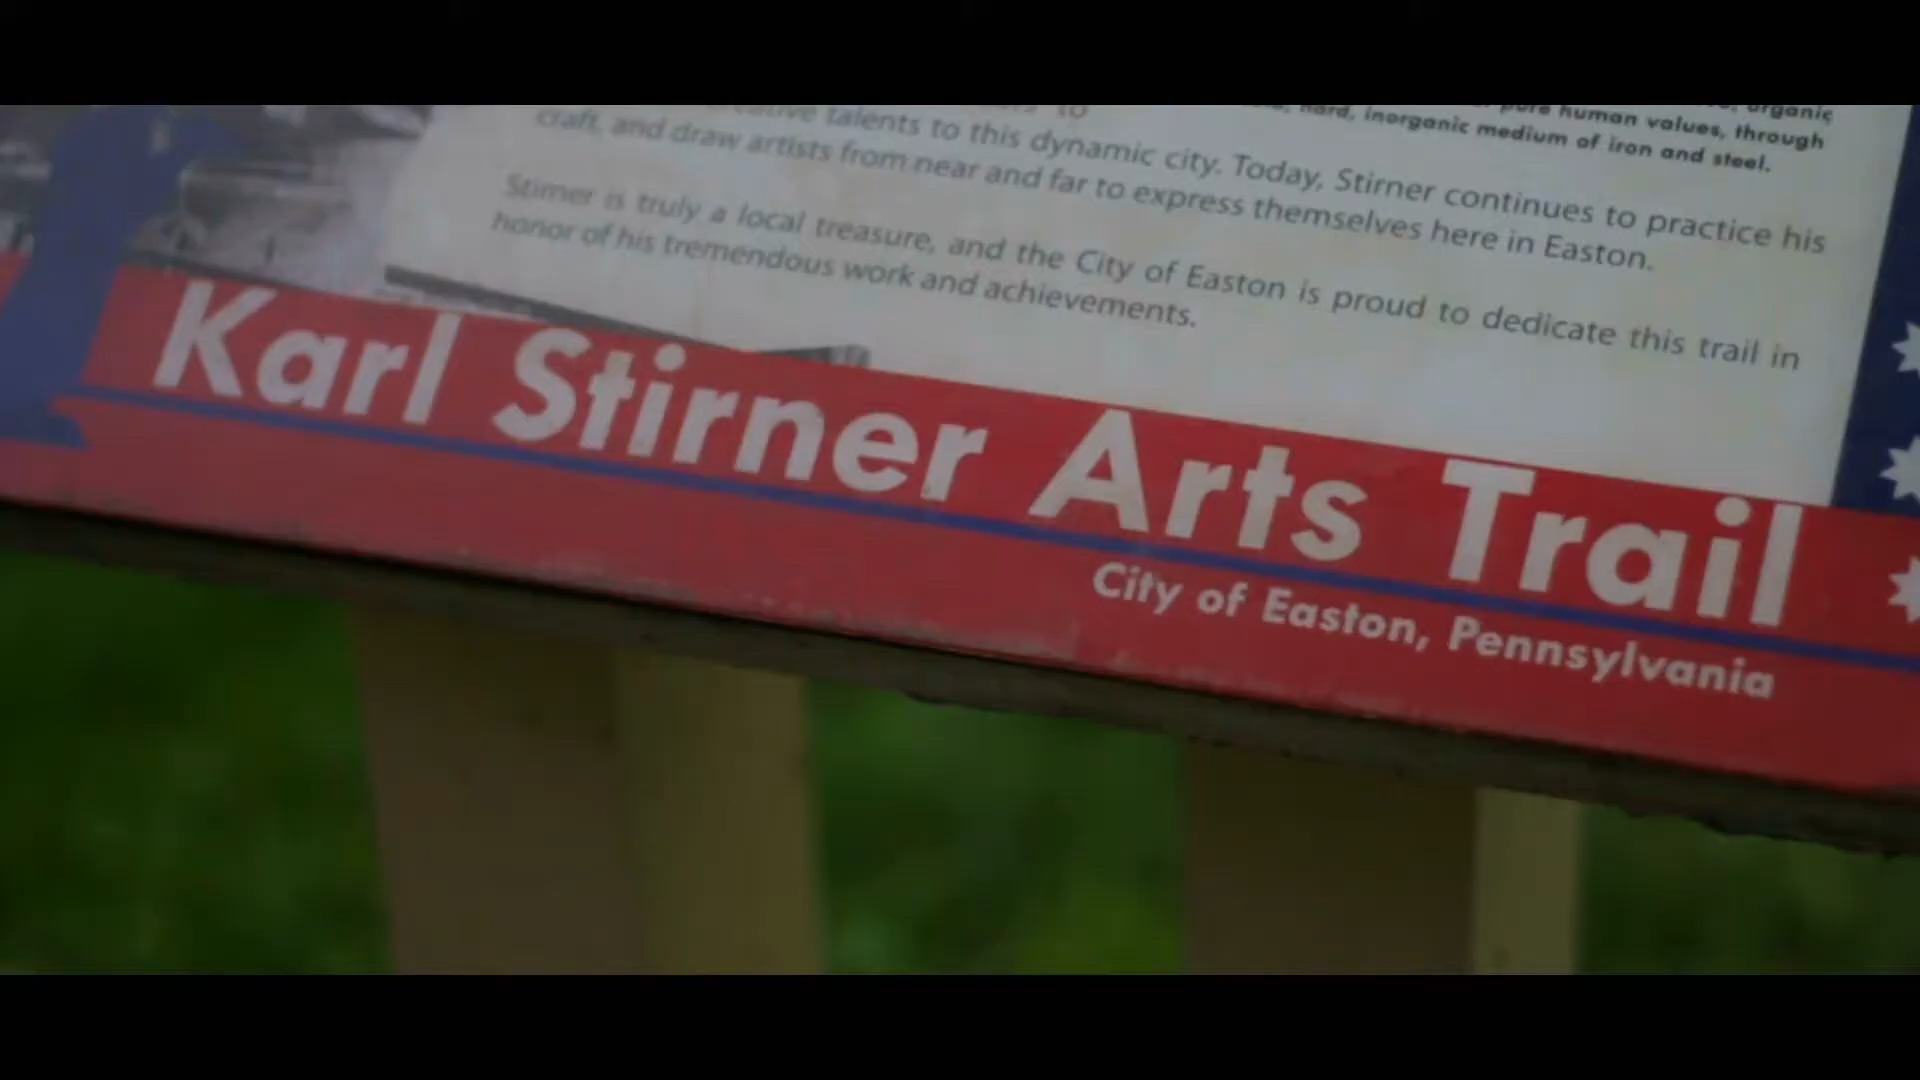 to
creative talents to this dynamic city. Today, Stirner continues to practice his
craft, and draw artists from near and far to express themselves here in Easton.
Stirner is truly a local treasure, and the City of Easton is proud to dedicate this trail in
honor of his tremendous work and achievements.
organic
pure human values, through
hard, inorganic medium of iron and steel.
Karl Stirner Arts Trail
City of Easton, Pennsylvania